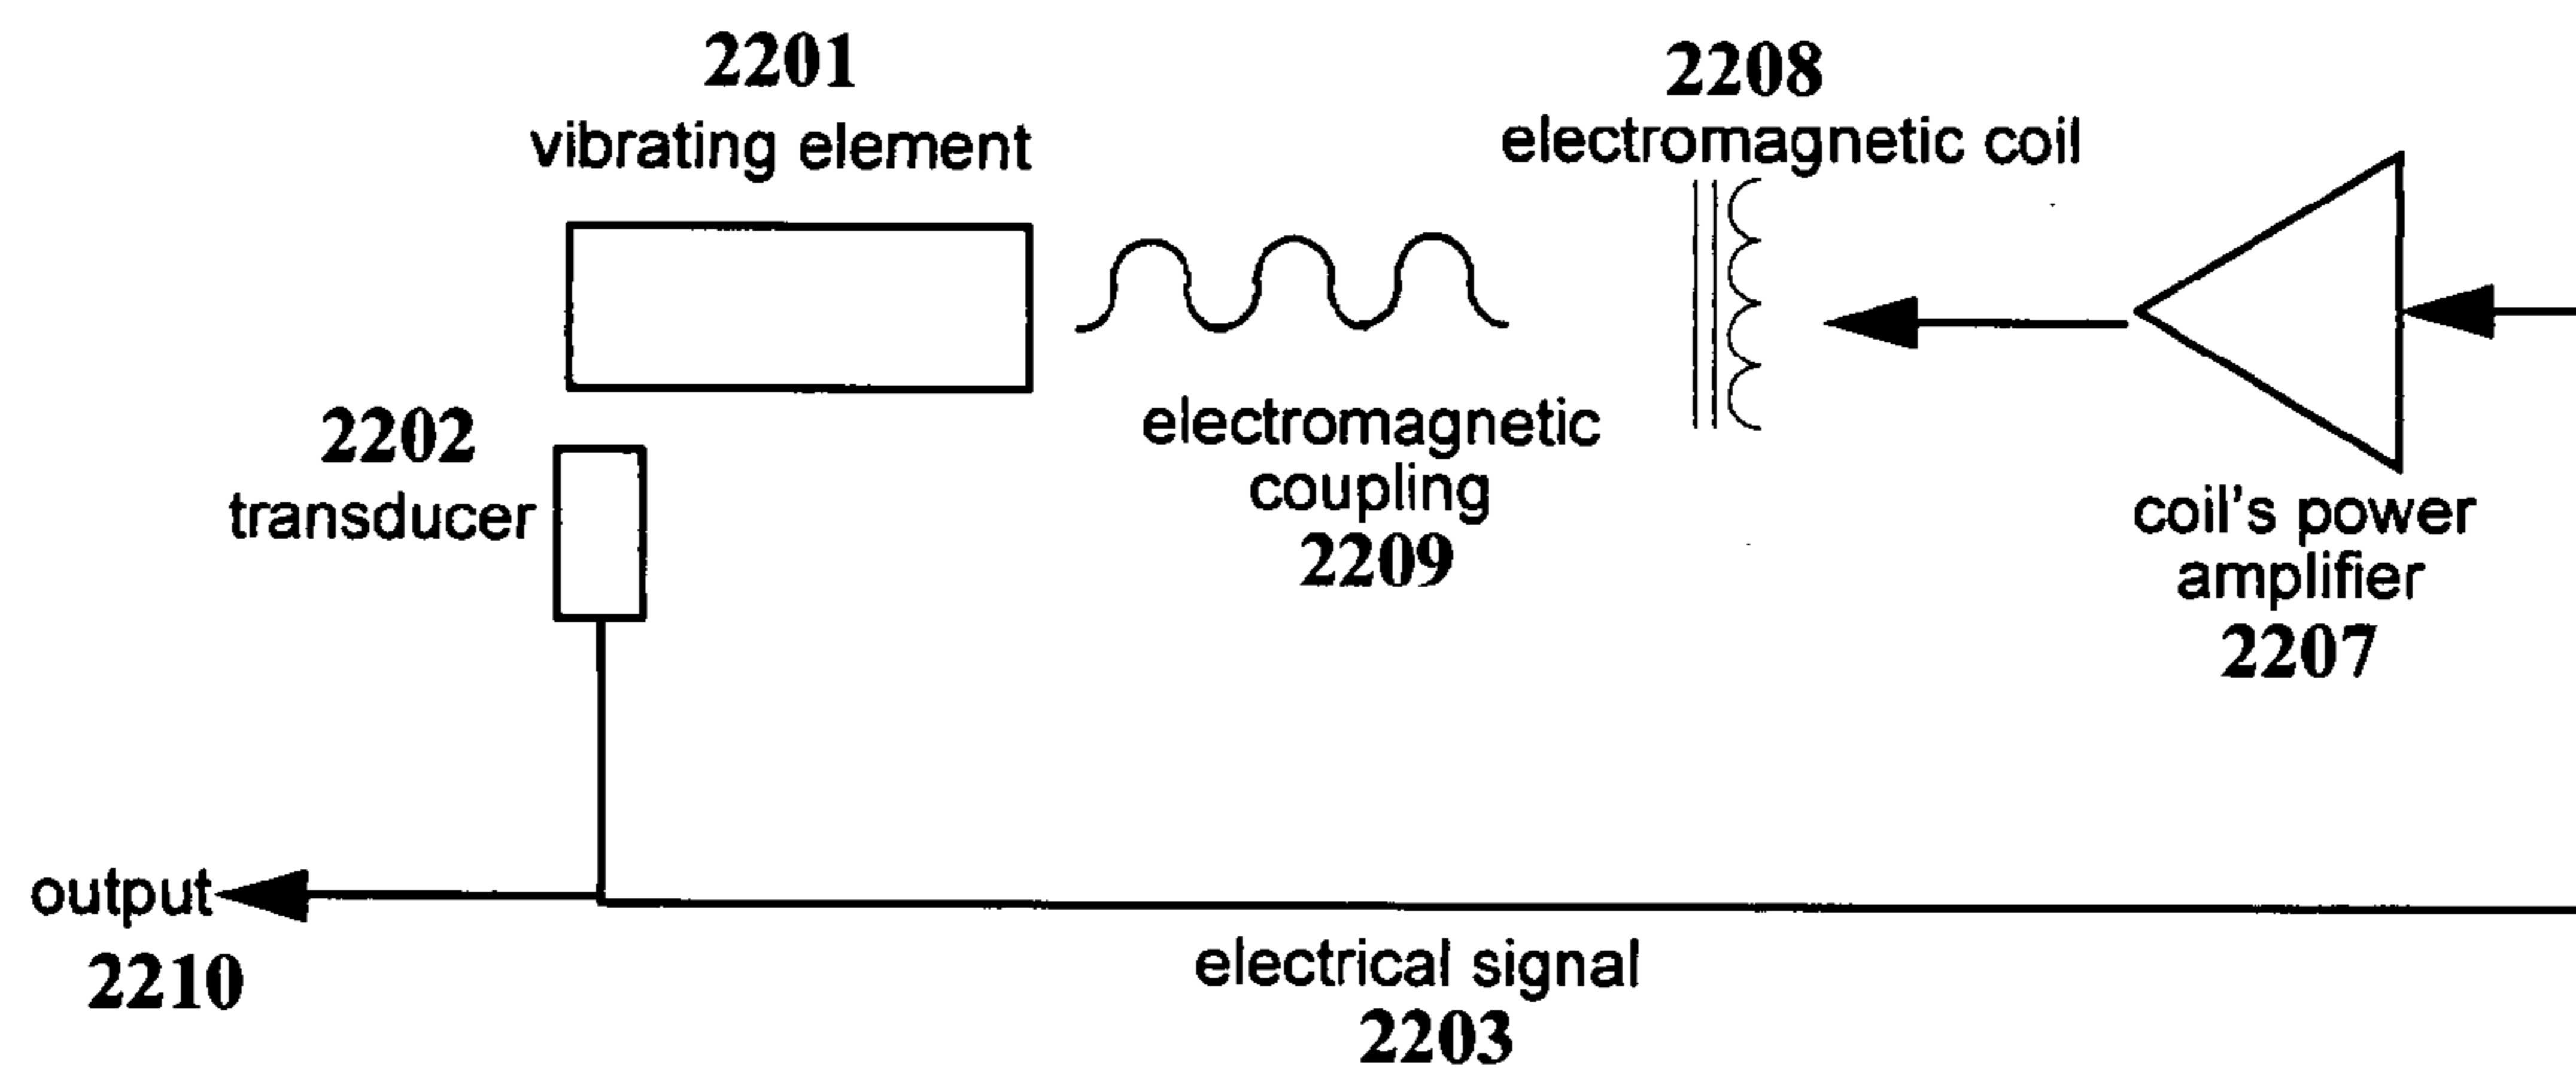 2201
vibrating element
2208
electromagnetic coil
2202
transducer
electromagnetic
coupling
2209
coil's power
amplifier
2207
output
2210
electrical signal
2203